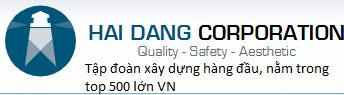 HAI DANG CORPORATION
Quality - Safety - Aesthetic
Tập đoàn xây dựng hàng đầu, nằm trong
top 500 lớn VN